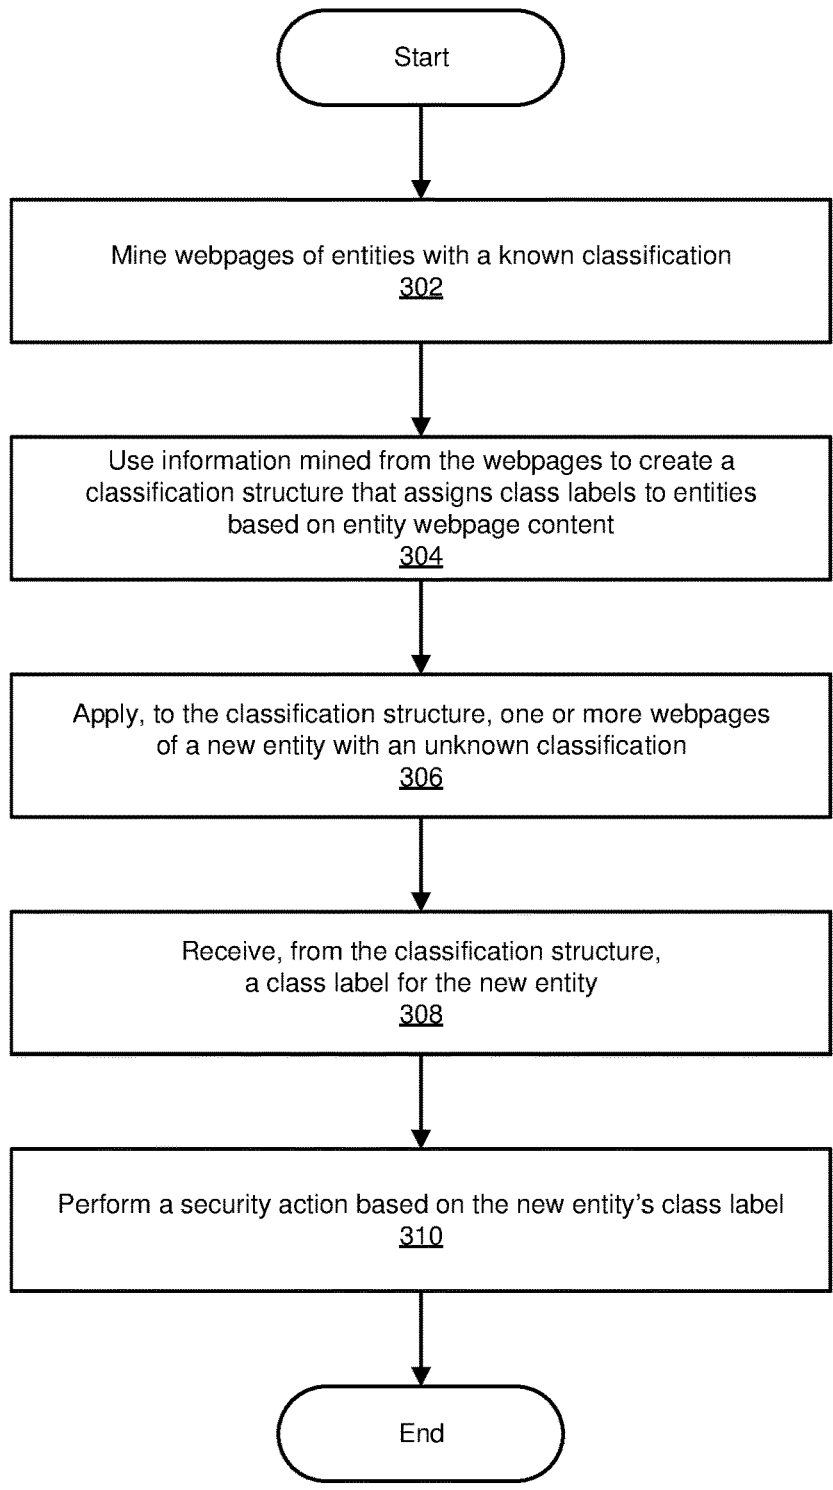 Start
Mine webpages of entities with a known classification
302
Use information mined from the webpages to create a
classification structure that assigns class labels to entities
based on entity webpage content
304
Apply, to the classification structure, one or more webpages
of a new entity with an unknown classification
306
Receive, from the classification structure,
a class label for the new entity
308
Perform a security action based on the new entity’s class label
310
End